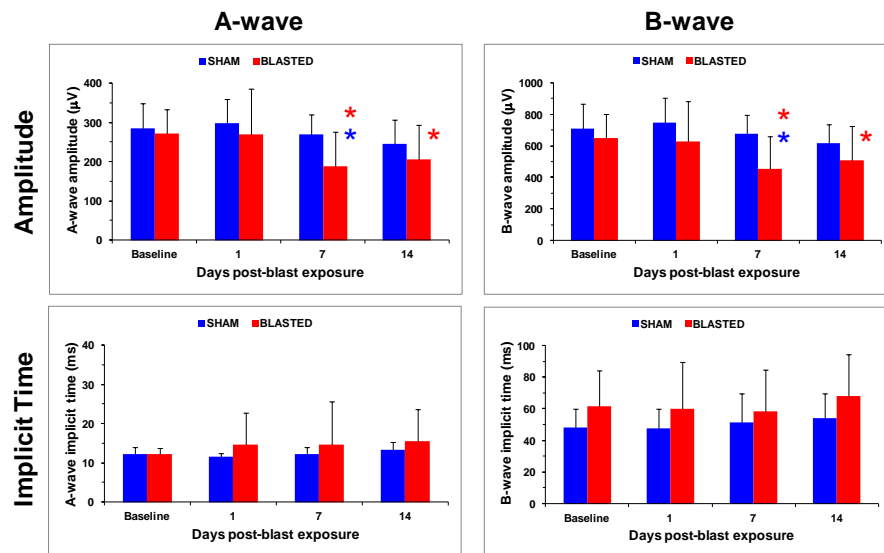 A-wave
B-wave
Amplitude
SHAM BLASTED
A-wave amplitude (µV)
400
300
200
100
0
Baseline 1 7 14
Days post-blast exposure
* * *
SHAM BLASTED
B-wave amplitude (µV)
1000
800
600
400
200
0
Baseline 1 7 14
Days post-blast exposure
* * *
Implicit Time
SHAM BLASTED
A-wave implicit time (ms)
40
30
20
10
0
Baseline 1 7 14
Days post-blast exposure
SHAM BLASTED
B-wave implicit time (ms)
100
80
60
40
20
0
Baseline 1 7 14
Days post-blast exposure